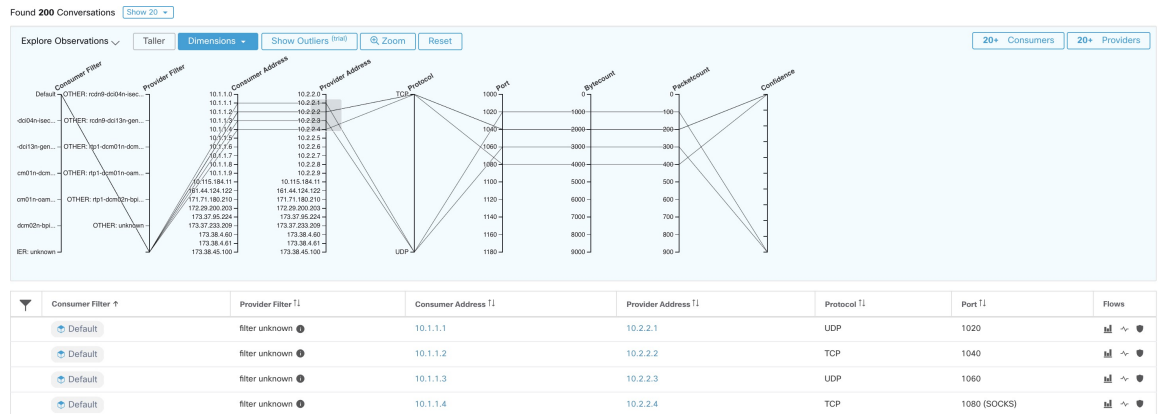 Found 200 Conversations Show 20
Explore Observations Taller Dimensions Show Outliers (trial) Zoom Reset 20+ Consumers 20+ Providers
Consumer Filter Provider Filter Consumer Address Provider Address Protocol Port Bytecount Packetcount Confidence
Default OTHER: rcdn9-dci04n-isec... 10.1.1.0 10.2.2.0 TCP 1000 0 0
10.1.1.1 10.2.2.1
-dci04n-isec... OTHER: rcdn9-dci13n-gen... 10.1.1.2 10.2.2.2 1020 1000 100
10.1.1.3 10.2.2.3
10.1.1.4 10.2.2.4 1040 2000 200
10.1.1.5 10.2.2.5
-dci13n-gen... OTHER: rtp1-dcm01n-dcm... 10.1.1.6 10.2.2.6 1060 3000 300
10.1.1.7 10.2.2.7
cm01n-dcm... OTHER: rtp1-dcm01n-oam... 10.1.1.8 10.2.2.8 1080 4000 400
10.1.1.9 10.2.2.9
10.115.184.11 10.115.184.11 1100 5000 500
161.44.124.122 161.44.124.122
cm01n-oam... OTHER: rtp1-dcm02n-bpi... 171.71.180.210 171.71.180.210 1120 6000 600
172.29.200.203 172.29.200.203
173.37.95.224 173.37.95.224 1140 7000 700
dcm02n-bpi... OTHER: unknown 173.37.233.209 173.37.233.209
173.38.4.60 173.38.4.60 1160 8000 800
173.38.4.61 173.38.4.61
IER: unknown 173.38.45.100 173.38.45.100 UDP 1180 9000 900
Consumer Filter ↑ Provider Filter ↑↓ Consumer Address ↑↓ Provider Address ↑↓ Protocol ↑↓ Port ↑↓ Flows
Default filter unknown 10.1.1.1 10.2.2.1 UDP 1020
Default filter unknown 10.1.1.2 10.2.2.2 TCP 1040
Default filter unknown 10.1.1.3 10.2.2.3 UDP 1060
Default filter unknown 10.1.1.4 10.2.2.4 TCP 1080 (SOCKS)